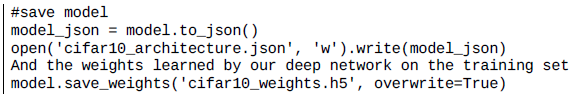 #save model
model_json = model.to_json()
open('cifar10_architecture.json', 'w').write(model_json)
And the weights learned by our deep network on the training set
model.save_weights('cifar10_weights.h5', overwrite=True)